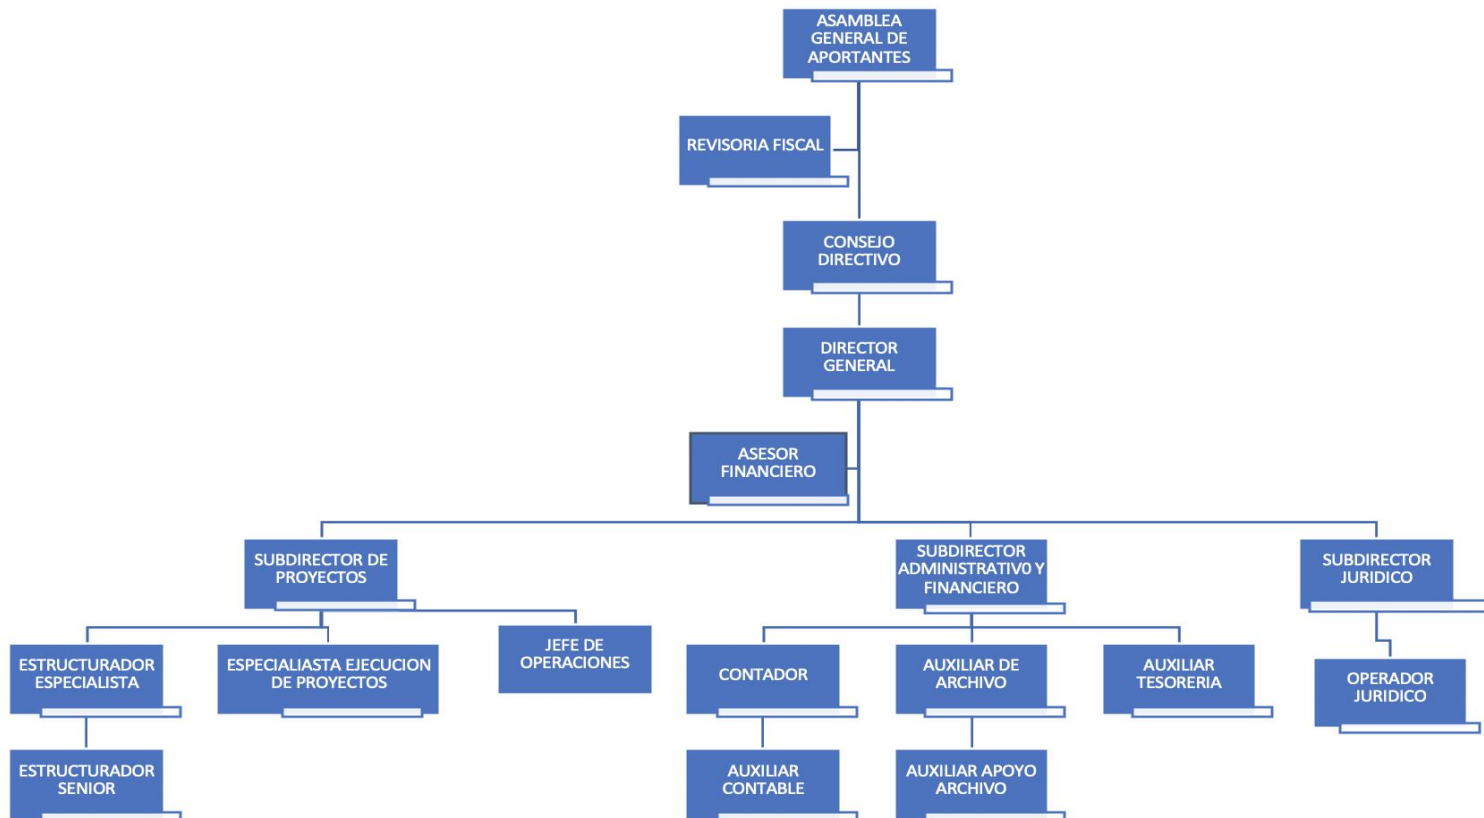 ASAMBLEA
GENERAL DE
APORTANTES
REVISORIA FISCAL
CONSEJO
DIRECTIVO
DIRECTOR
GENERAL
ASESOR
FINANCIERO
SUBDIRECTOR DE
PROYECTOS
SUBDIRECTOR
ADMINISTRATIV0 Y
FINANCIERO
SUBDIRECTOR
JURIDICO
ESTRUCTURADOR
ESPECIALISTA
ESPECIALIASTA EJECUCION
DE PROYECTOS
JEFE DE
OPERACIONES
CONTADOR
AUXILIAR DE
ARCHIVO
AUXILIAR
TESORERIA
OPERADOR
JURIDICO
ESTRUCTURADOR
SENIOR
AUXILIAR
CONTABLE
AUXILIAR APOYO
ARCHIVO